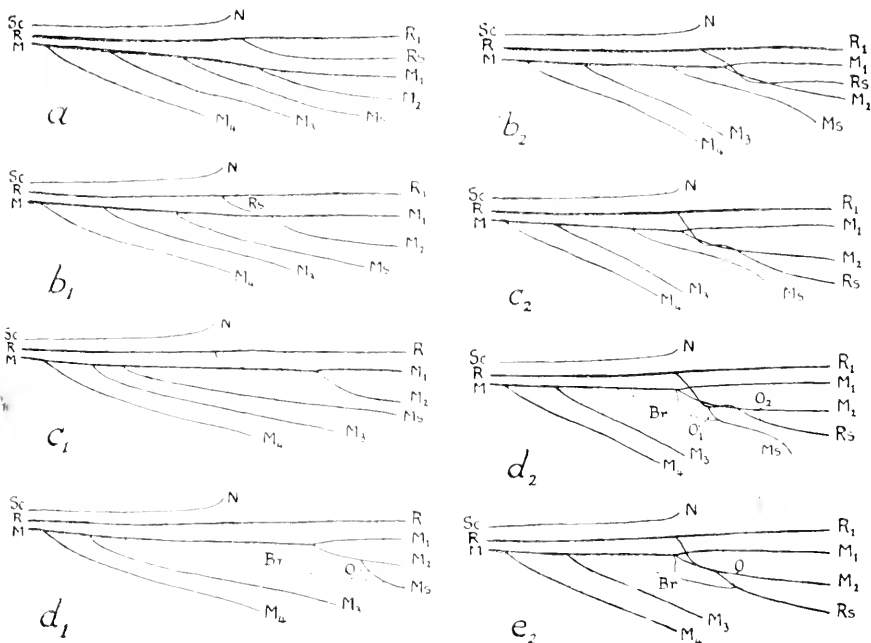 Sc N
R R₁
M Rs
M₁
M₂
M₄ M₃ Ms
a
Sc N
R R₁
M M₁
Rs
M₂
M₄ M₃ Ms
b₂
Sc N
R Rs R₁
M M₁
M₂
M₄ M₃ Ms
b₁
Sc N
R R₁
M M₁
M₂
Rs
M₄ M₃ Ms
c₂
Sc N
R R
M M₁
M₂
Ms
M₄ M₃
c₁
Sc N
R R₁
M M₁
Br O₁ O₂ M₂
Rs
M₄ M₃ Ms
d₂
Sc N
R R
M M₁
Br O M₂
Ms
M₄ M₃
d₁
Sc N
R R₁
M M₁
Br O M₂
Rs
M₄ M₃
e₂